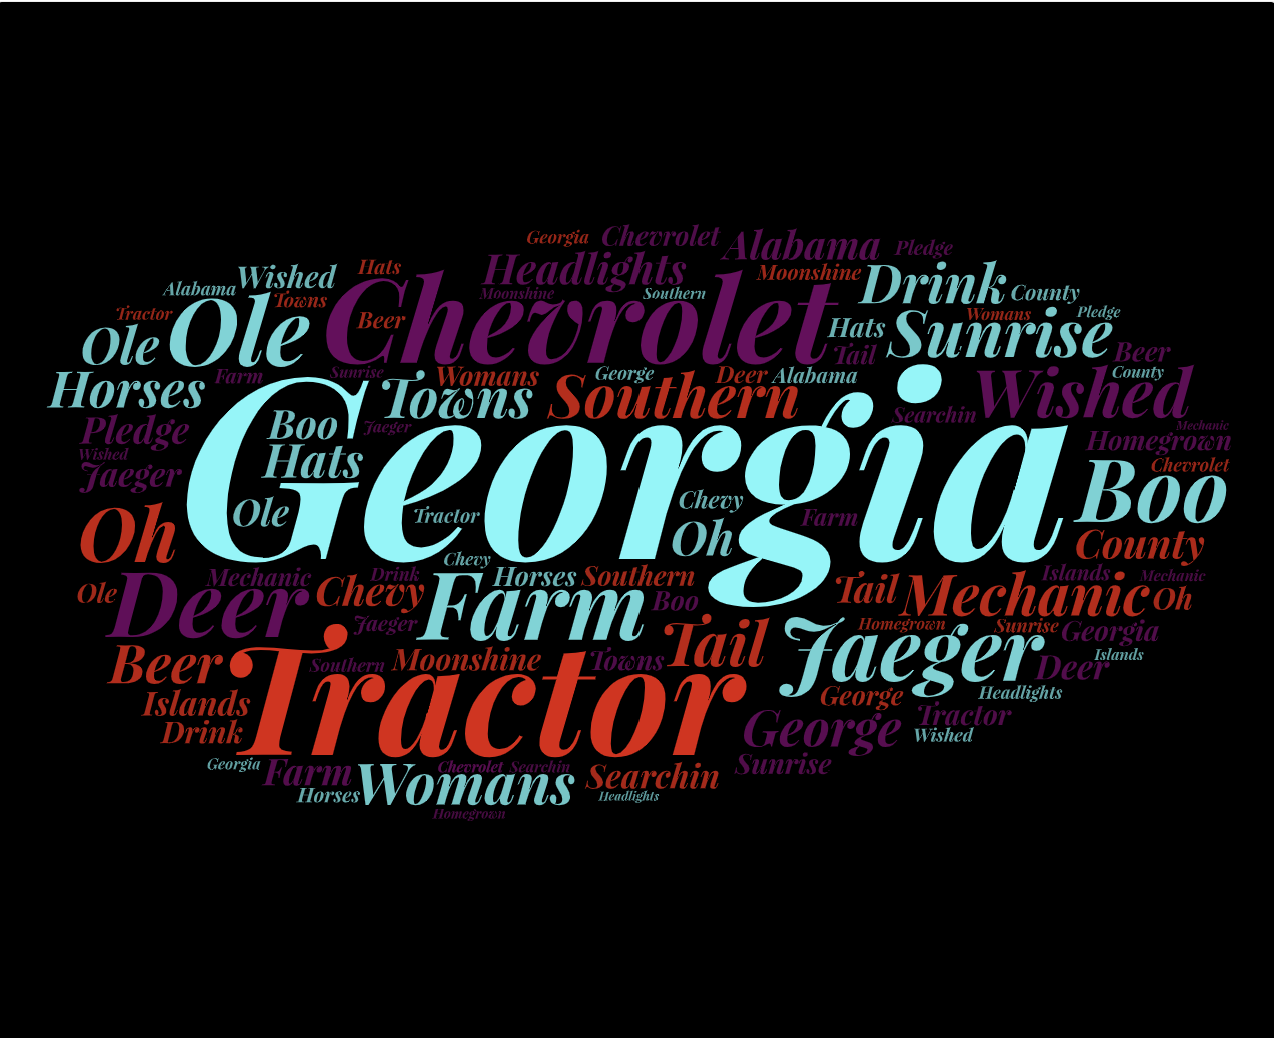 Georgia Chevrolet Alabama Pledge
Wished Hats Headlights Moonshine Drink County
Alabama Towns Moonshine Southern Womans Pledge
Tractor Ole Beer Chevrolet Hats Sunrise
Ole Tail Beer
Horses Farm Sunrise Womans George Deer Alabama County
Towns Southern Searchin Wished
Pledge Boo Jaeger Homegrown Mechanic
Wished Hats Chevrolet
Jaeger Georgia Boo
Ole Tractor Chevy Farm
Oh Oh County
Chevy
Mechanic Drink Horses Southern Islands Mechanic
Ole Deer Chevy Farm Boo Tail Mechanic Oh
Jaeger Homegrown Sunrise Georgia
Beer Southern Moonshine Towns Tail Jaeger Deer Islands
Islands Tractor George Headlights
Drink George Tractor
Wished
Georgia Farm Chevrolet Searchin Searchin Sunrise
Horses Womans Headlights
Homegrown